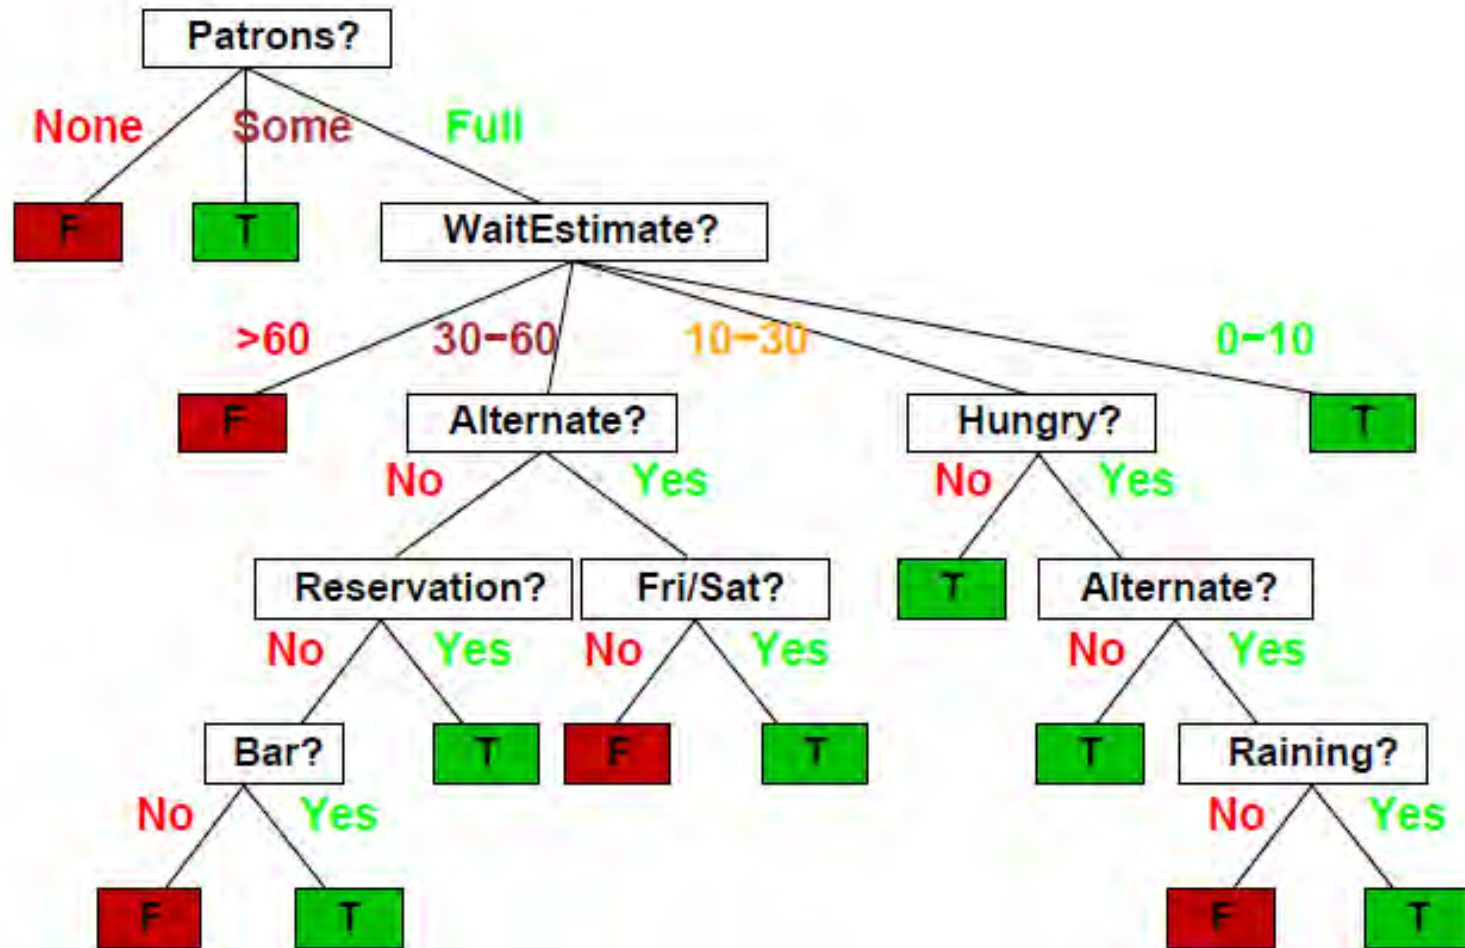 Patrons?
None Some Full
F T WaitEstimate?
>60 30−60 10−30 0−10
F Alternate? Hungry? T
No Yes No Yes
Reservation? Fri/Sat? T Alternate?
No Yes No Yes No Yes
Bar? T F T T Raining?
No Yes No Yes
F T F T